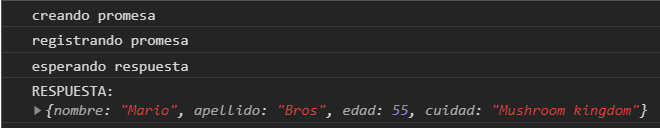 creando promesa
registrando promesa
esperando respuesta
RESPUESTA:
▶{nombre: "Mario", apellido: "Bros", edad: 55, cuidad: "Mushroom kingdom"}